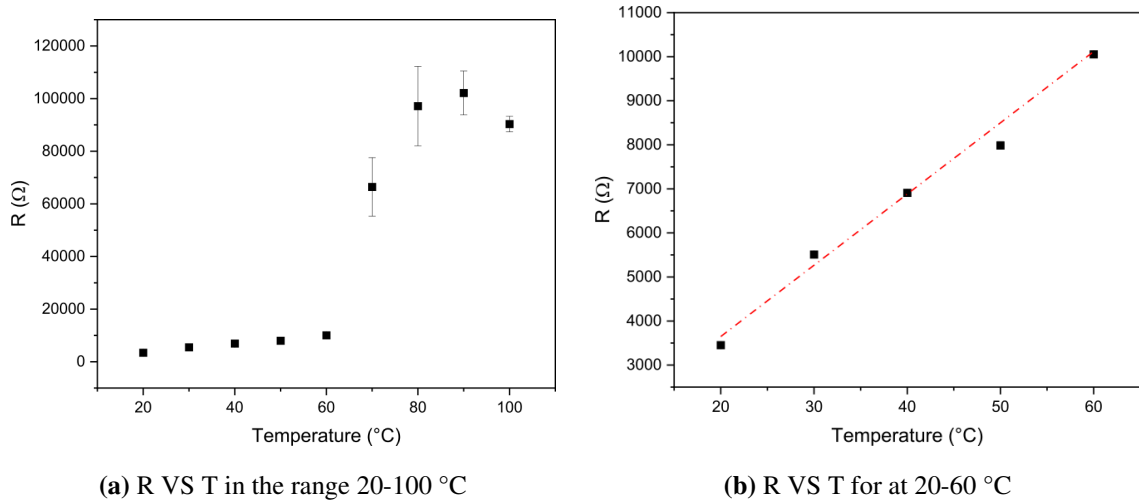 120000
100000
80000
60000
40000
20000
0
R (Ω)
20 40 60 80 100
Temperature (°C)
(a) R VS T in the range 20-100 °C
11000
10000
9000
8000
7000
6000
5000
4000
3000
R (Ω)
20 30 40 50 60
Temperature (°C)
(b) R VS T for at 20-60 °C